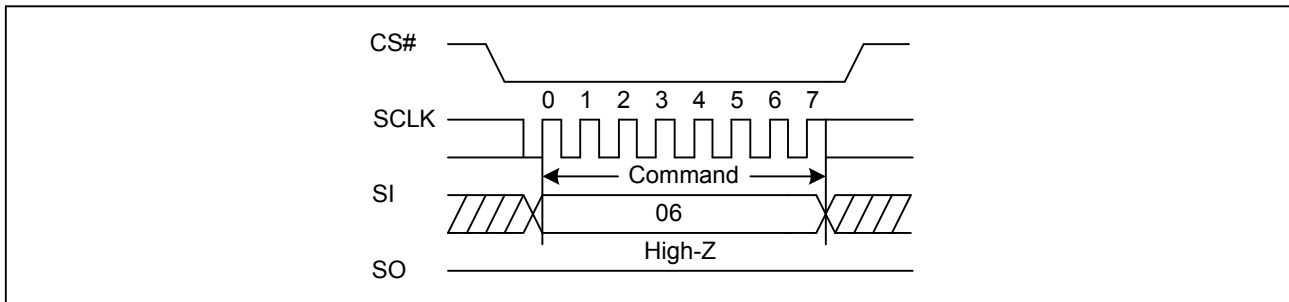 CS#
0 1 2 3 4 5 6 7
SCLK
Command
SI
06
High-Z
SO